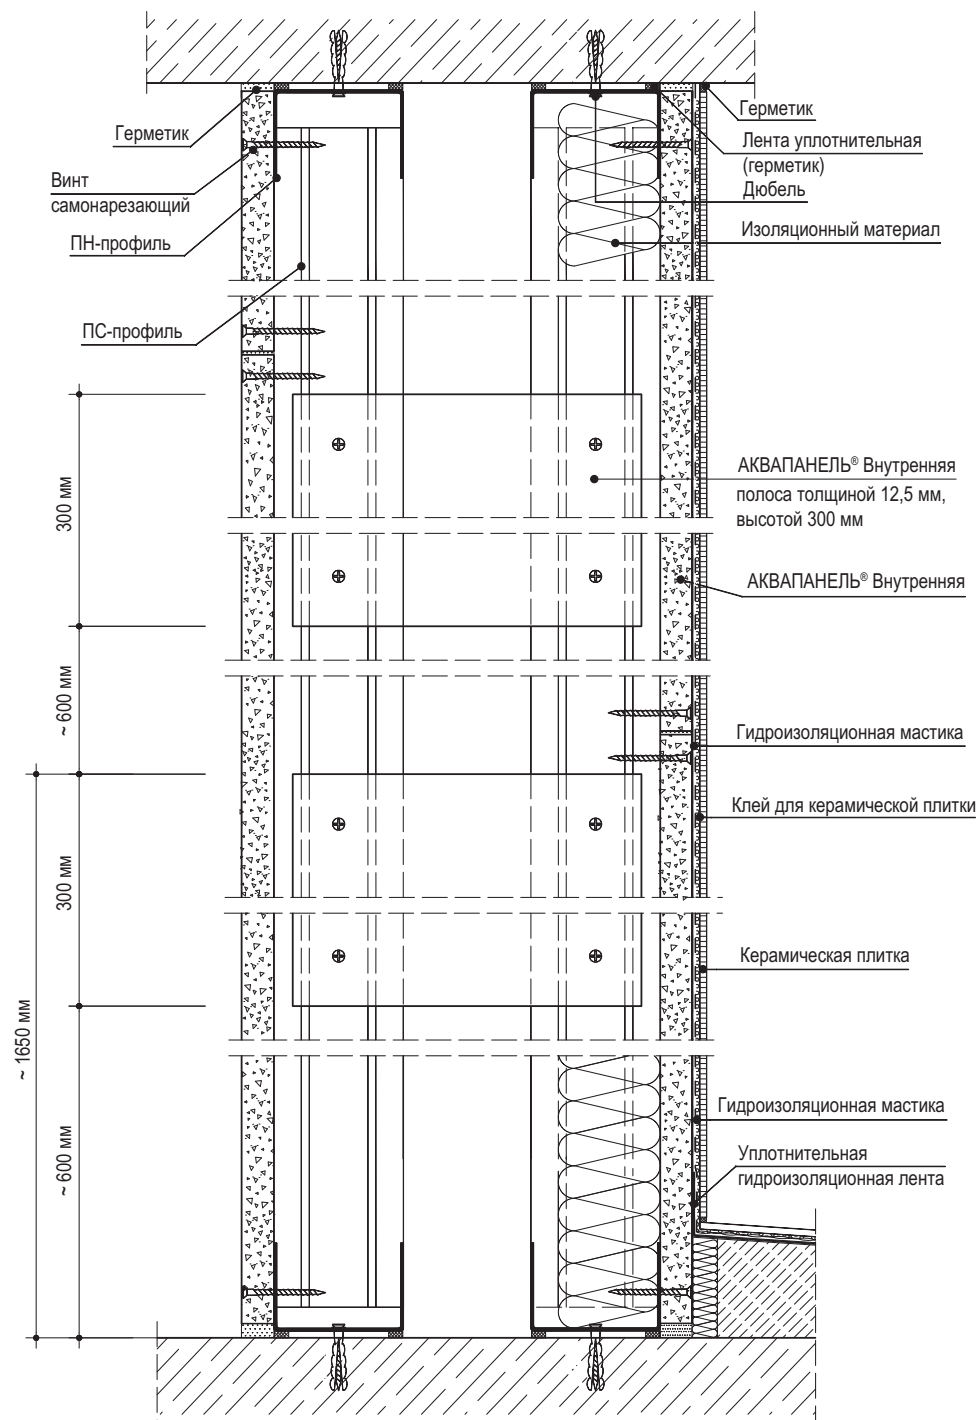 Герметик
Винт
самонарезающий
ПН-профиль
ПС-профиль
Герметик
Лента уплотнительная
(герметик)
Дюбель
Изоляционный материал
300 мм
АКВАПАНЕЛЬ® Внутренняя
полоса толщиной 12,5 мм,
высотой 300 мм
АКВАПАНЕЛЬ® Внутренняя
~ 600 мм
Гидроизоляционная мастика
Клей для керамической плитки
300 мм
Керамическая плитка
~ 1650 мм
~ 600 мм
Гидроизоляционная мастика
Уплотнительная
гидроизоляционная лента